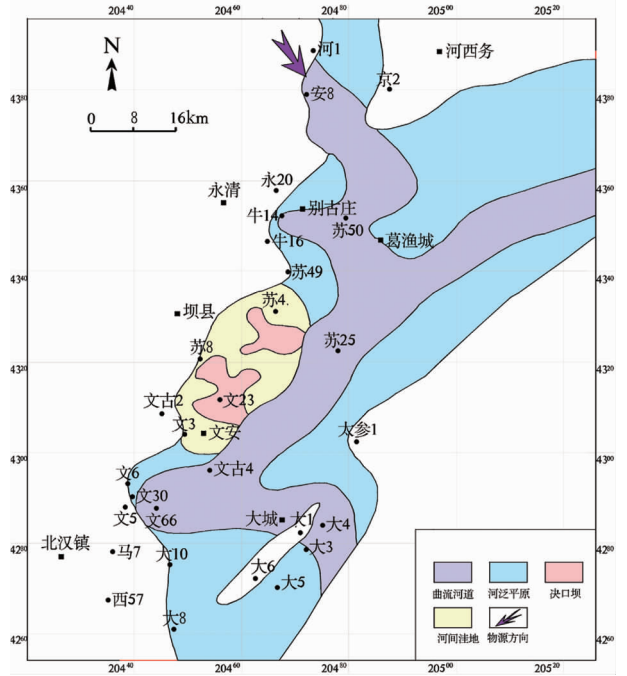 204⁴⁰ 204⁶⁰ 204⁸⁰ 205⁰⁰ 205²⁰
N
0 8 16km
河1
河西务
京2
安8
43⁸⁰
43⁶⁰
永20
永清
别古庄
牛14
苏50
牛16
葛渔城
苏49
43⁴⁰
苏4
坝县
苏25
苏8
43²⁰
文23
文古2
文3
文安
大参1
43⁰⁰
文古4
文6
文30
文5
文66
大城
大1
大4
北汉镇
马7
大10
大3
42⁸⁰
大6
大5
西57
大8
42⁶⁰
曲流河道 河泛平原 决口坝
河间洼地 物源方向
204⁴⁰ 204⁶⁰ 204⁸⁰ 205⁰⁰ 205²⁰